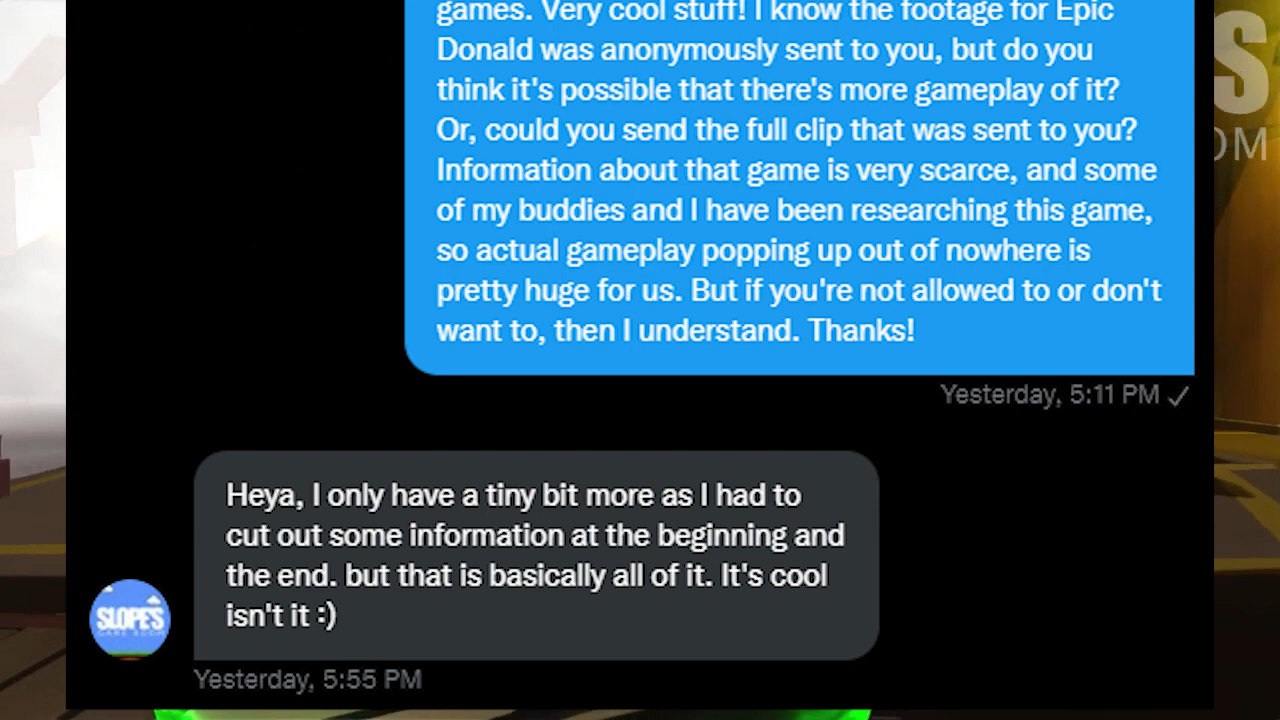 games. Very cool stuff! I know the footage for Epic
Donald was anonymously sent to you, but do you
think it's possible that there's more gameplay of it?
Or, could you send the full clip that was sent to you?
Information about that game is very scarce, and some
of my buddies and I have been researching this game,
so actual gameplay popping up out of nowhere is
pretty huge for us. But if you're not allowed to or don't
want to, then I understand. Thanks!
Yesterday, 5:11 PM
Heya, I only have a tiny bit more as I had to
cut out some information at the beginning and
the end. but that is basically all of it. It's cool
isn't it :)
SLOPE'S
GAME ROOM
Yesterday, 5:55 PM
S
OM